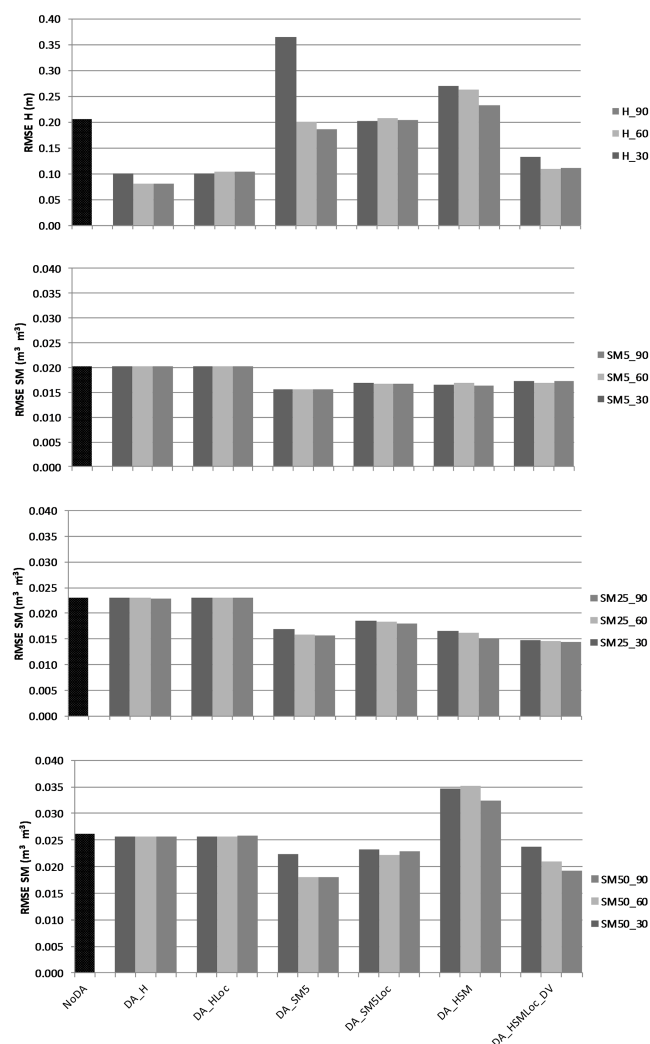 RMSE H (m)
0.40
0.35
0.30
0.25
0.20
0.15
0.10
0.05
0.00
H_90
H_60
H_30
RMSE SM (m³ m³)
0.040
0.035
0.030
0.025
0.020
0.015
0.010
0.005
0.000
SM5_90
SM5_60
SM5_30
RMSE SM (m³ m³)
0.040
0.035
0.030
0.025
0.020
0.015
0.010
0.005
0.000
SM25_90
SM25_60
SM25_30
RMSE SM (m³ m³)
0.040
0.035
0.030
0.025
0.020
0.015
0.010
0.005
0.000
SM50_90
SM50_60
SM50_30
NoDA
DA_H
DA_HLoc
DA_SM5
DA_SM5Loc
DA_HSM
DA_HSMLoc_DV